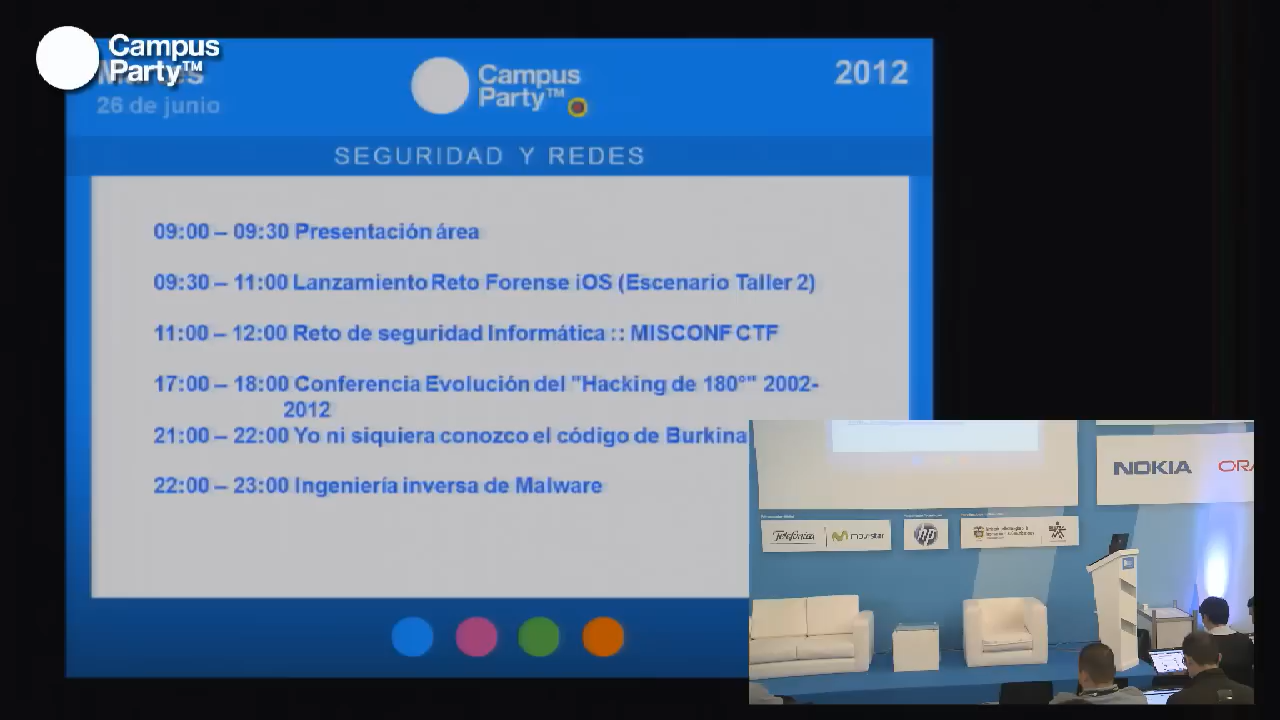 Campus
Party™
26 de junio
Campus
Party™
2012
SEGURIDAD Y REDES
09:00 – 09:30 Presentación área
09:30 – 11:00 Lanzamiento Reto Forense iOS (Escenario Taller 2)
11:00 – 12:00 Reto de seguridad Informática :: MISCONF CTF
17:00 – 18:00 Conferencia Evolución del "Hacking de 180°" 2002-
2012
21:00 – 22:00 Yo ni siquiera conozco el código de Burkina
22:00 – 23:00 Ingeniería inversa de Malware
NOKIA
ORA
Telefónica
movistar
hp